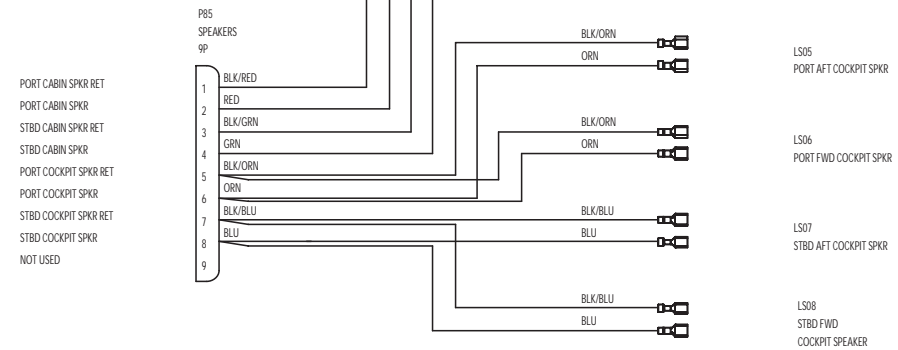 P85
SPEAKERS
9P
PORT CABIN SPKR RET
PORT CABIN SPKR
STBD CABIN SPKR RET
STBD CABIN SPKR
PORT COCKPIT SPKR RET
PORT COCKPIT SPKR
STBD COCKPIT SPKR RET
STBD COCKPIT SPKR
NOT USED
1
2
3
4
5
6
7
8
9
BLK/RED
RED
BLK/GRN
GRN
BLK/ORN
ORN
BLK/BLU
BLU
BLK/ORN
ORN
LS05
PORT AFT COCKPIT SPKR
BLK/ORN
ORN
LS06
PORT FWD COCKPIT SPKR
BLK/BLU
BLU
LS07
STBD AFT COCKPIT SPKR
BLK/BLU
BLU
LS08
STBD FWD
COCKPIT SPEAKER